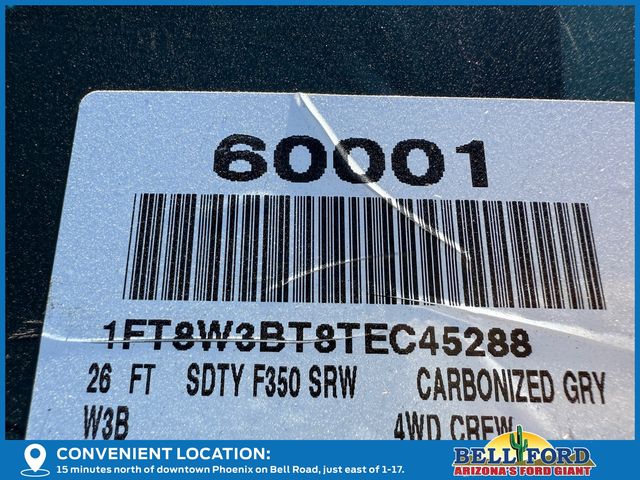 60001
1FT8W3BT8TEC45288
26 FT SDTY F350 SRW CARBONIZED GRY
W3B 4WD CREW
CONVENIENT LOCATION:
15 minutes north of downtown Phoenix on Bell Road, just east of 1-17.
BELL FORD
ARIZONA'S FORD GIANT